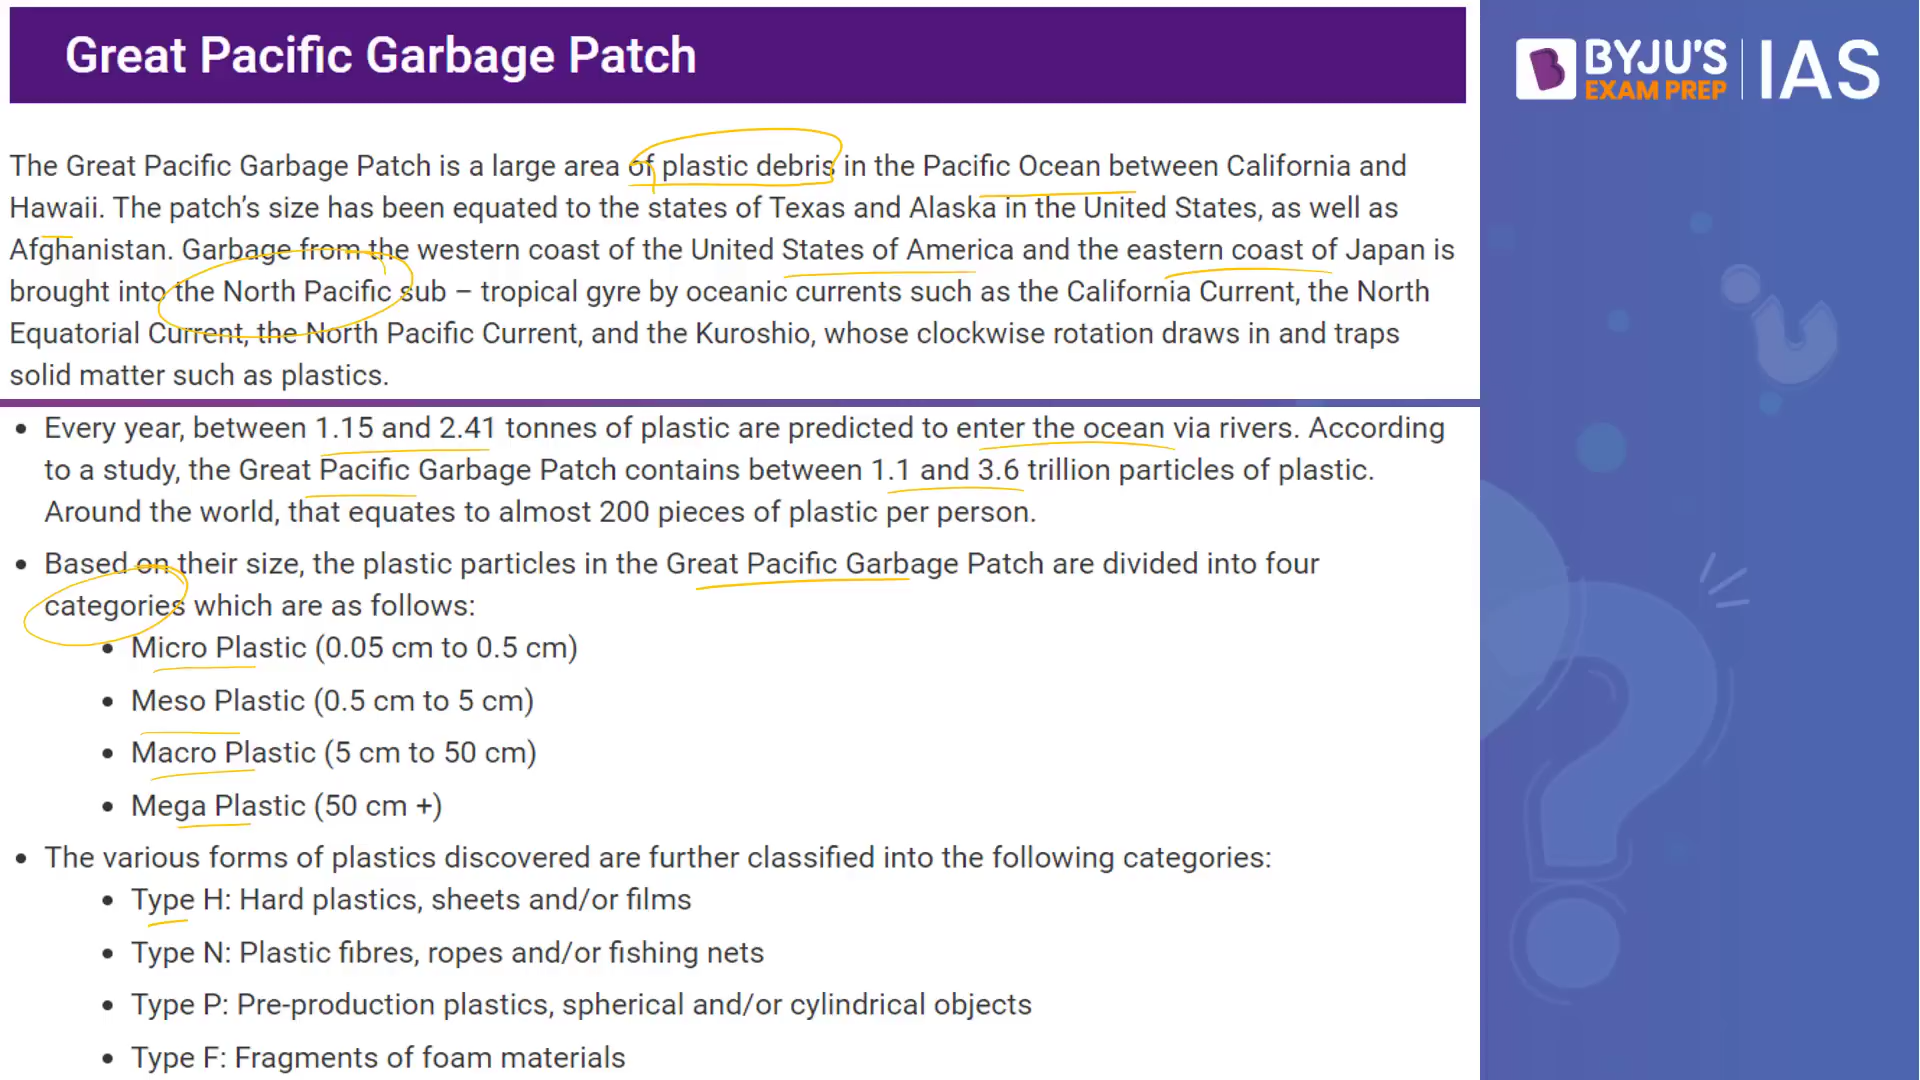 Great Pacific Garbage Patch
BYJU'S
EXAM PREP
IAS
The Great Pacific Garbage Patch is a large area of plastic debris in the Pacific Ocean between California and
Hawaii. The patch's size has been equated to the states of Texas and Alaska in the United States, as well as
Afghanistan. Garbage from the western coast of the United States of America and the eastern coast of Japan is
brought into the North Pacific sub – tropical gyre by oceanic currents such as the California Current, the North
Equatorial Current, the North Pacific Current, and the Kuroshio, whose clockwise rotation draws in and traps
solid matter such as plastics.
• Every year, between 1.15 and 2.41 tonnes of plastic are predicted to enter the ocean via rivers. According
to a study, the Great Pacific Garbage Patch contains between 1.1 and 3.6 trillion particles of plastic.
Around the world, that equates to almost 200 pieces of plastic per person.
• Based on their size, the plastic particles in the Great Pacific Garbage Patch are divided into four
categories which are as follows:
• Micro Plastic (0.05 cm to 0.5 cm)
• Meso Plastic (0.5 cm to 5 cm)
• Macro Plastic (5 cm to 50 cm)
• Mega Plastic (50 cm +)
• The various forms of plastics discovered are further classified into the following categories:
• Type H: Hard plastics, sheets and/or films
• Type N: Plastic fibres, ropes and/or fishing nets
• Type P: Pre-production plastics, spherical and/or cylindrical objects
• Type F: Fragments of foam materials